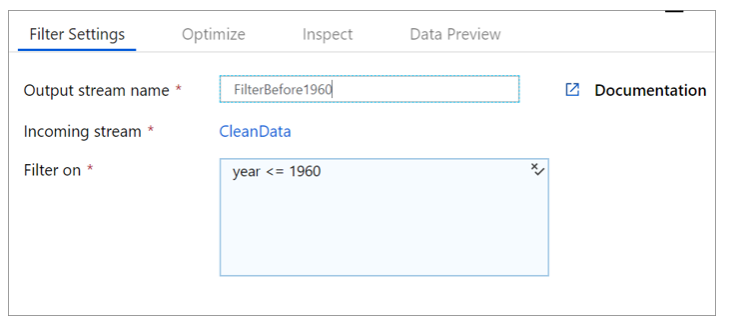 Filter Settings Optimize Inspect Data Preview
Output stream name * FilterBefore1960 Documentation
Incoming stream * CleanData
Filter on * year <= 1960